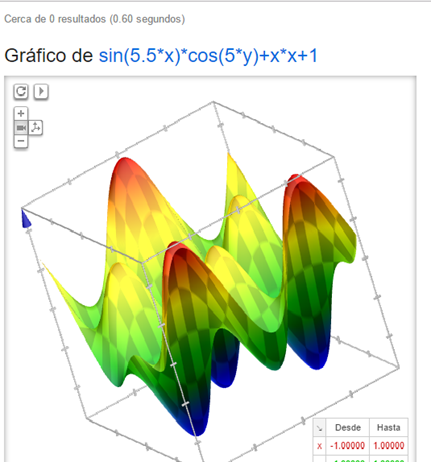 Cerca de 0 resultados (0.60 segundos)
Gráfico de sin(5.5*x)*cos(5*y)+x*x+1
Desde Hasta
x -1.00000 1.00000